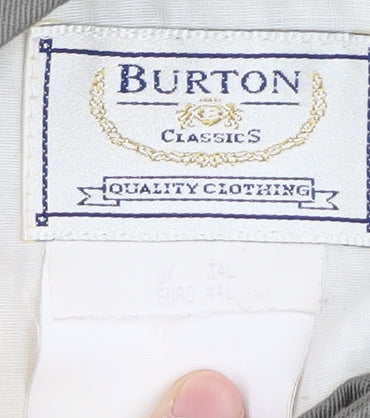 BURTON
CLASSICS
QUALITY CLOTHING
UK 34L
EURO 44L